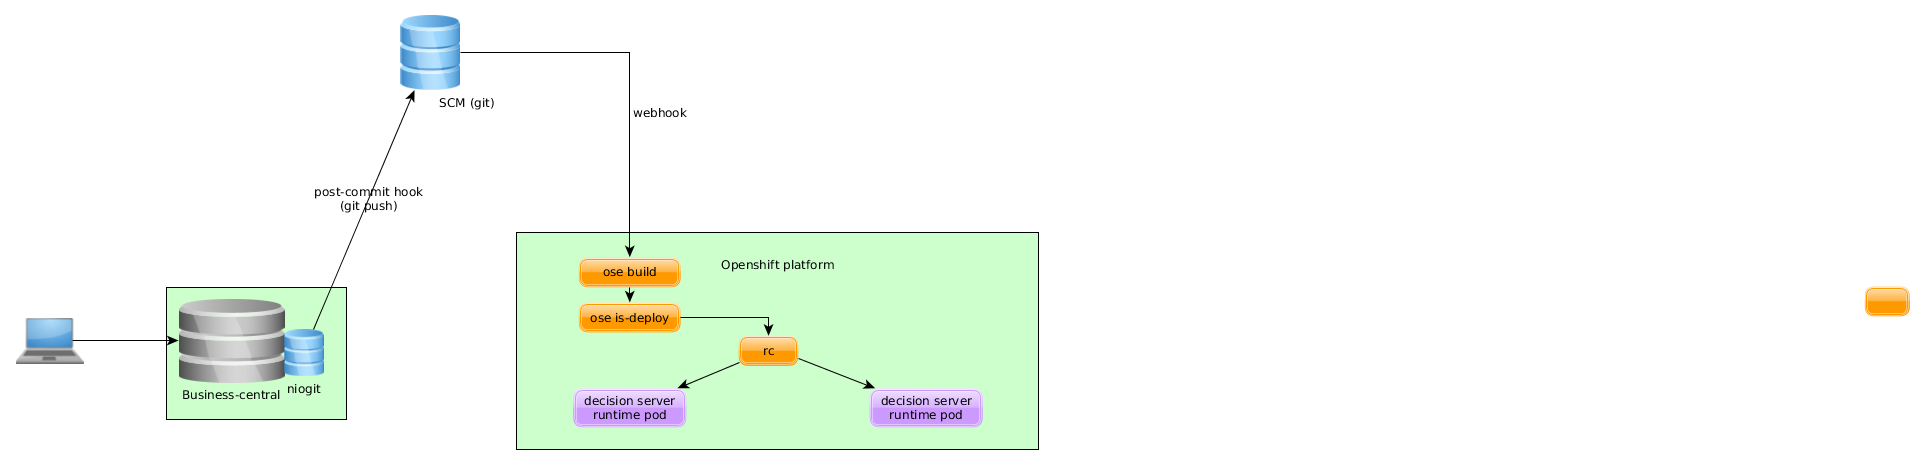 SCM (git)
webhook
post-commit hook
(git push)
Openshift platform
ose build
ose is-deploy
rc
Business-central
niogit
decision server
runtime pod
decision server
runtime pod